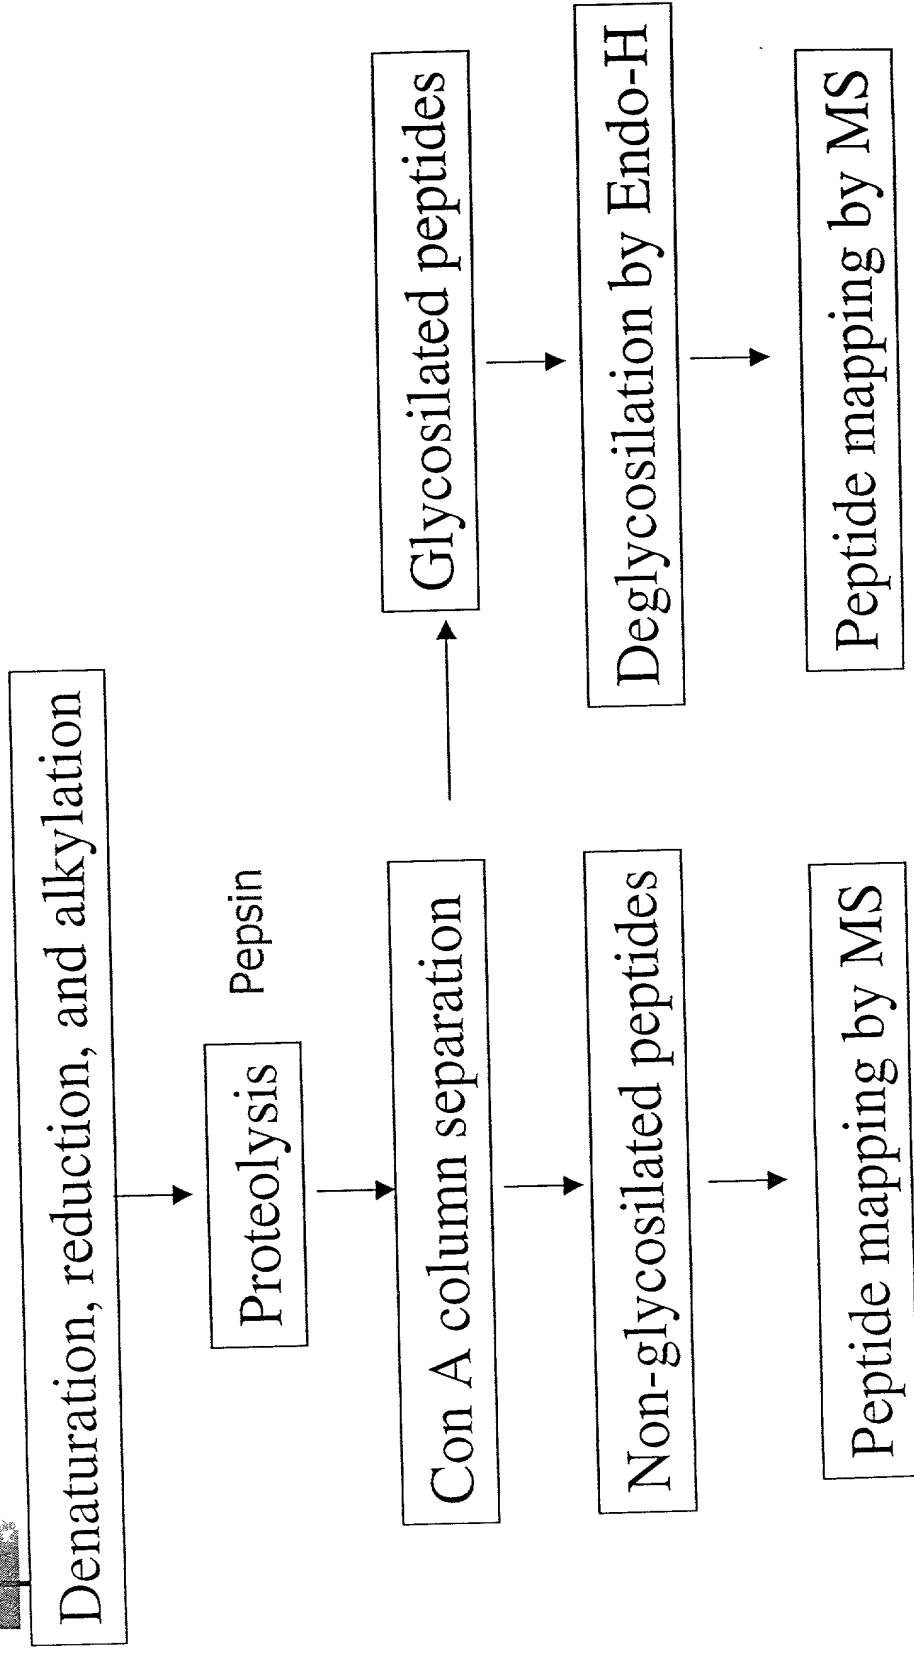 Denaturation, reduction, and alkylation
Proteolysis
Pepsin
Con A column separation
Glycosilated peptides
Non-glycosilated peptides
Deglycosilation by Endo-H
Peptide mapping by MS
Peptide mapping by MS